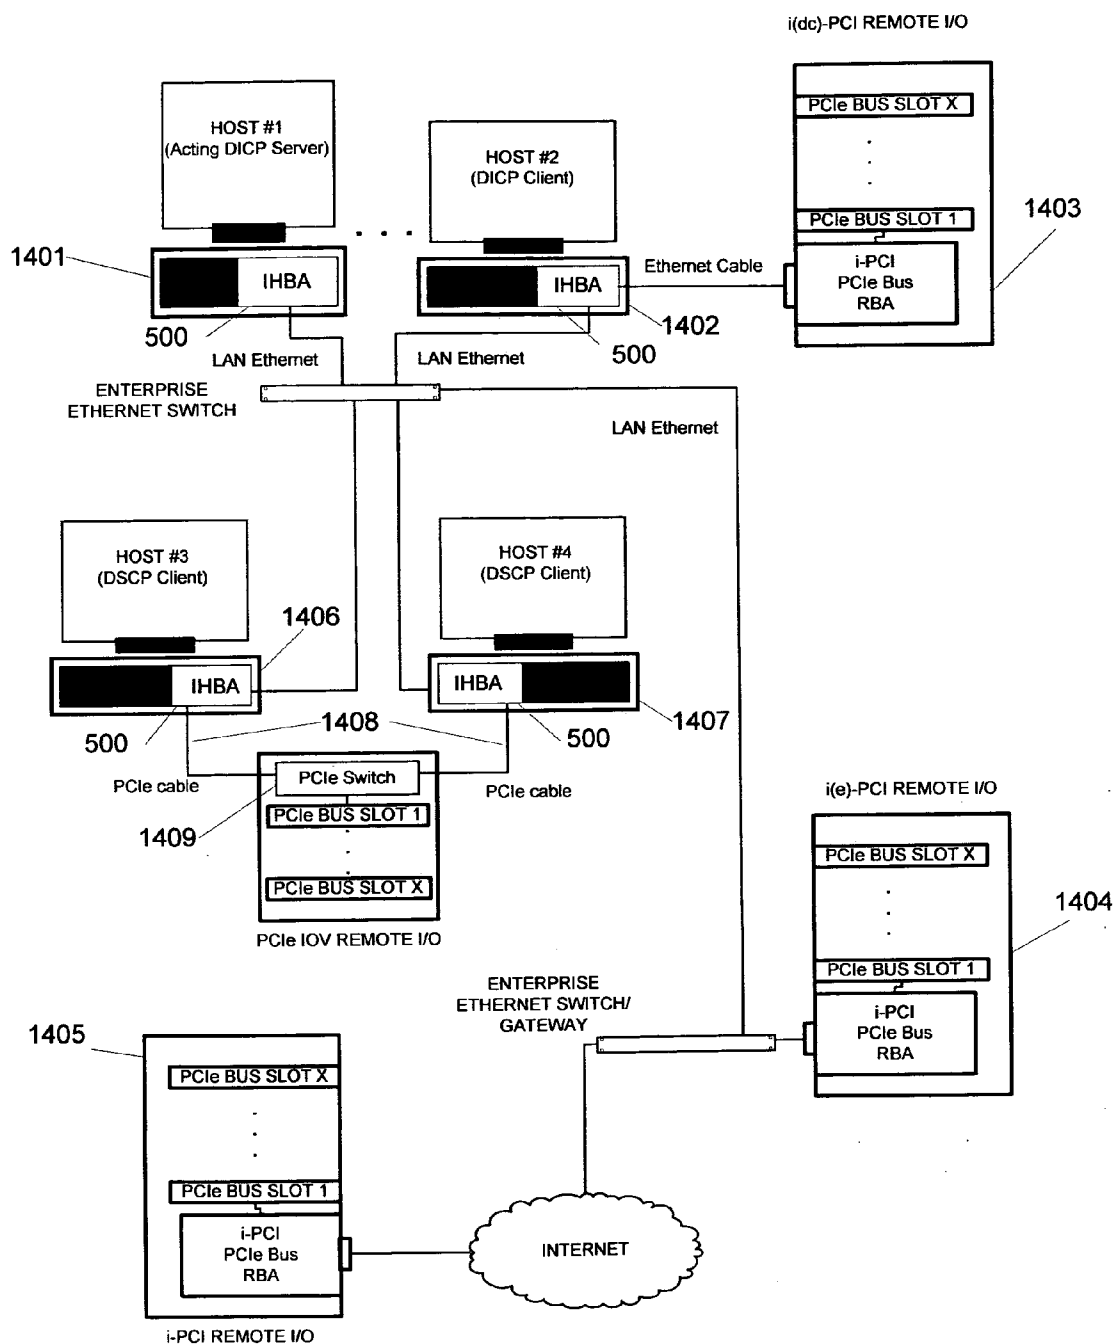 i(dc)-PCI REMOTE I/O
HOST #1
(Acting DICP Server)
HOST #2
(DICP Client)
PCIe BUS SLOT X
PCIe BUS SLOT 1
1403
1401
IHBA
IHBA
Ethernet Cable
i-PCI
PCIe Bus
RBA
500
500
1402
LAN Ethernet
LAN Ethernet
ENTERPRISE
ETHERNET SWITCH
LAN Ethernet
HOST #3
(DSCP Client)
HOST #4
(DSCP Client)
1406
IHBA
IHBA
1407
500
1408
500
PCIe cable
PCIe Switch
PCIe cable
1409
PCIe BUS SLOT 1
PCIe BUS SLOT X
PCIe IOV REMOTE I/O
i(e)-PCI REMOTE I/O
PCIe BUS SLOT X
1404
PCIe BUS SLOT 1
i-PCI
PCIe Bus
RBA
ENTERPRISE
ETHERNET SWITCH/
GATEWAY
1405
PCIe BUS SLOT X
PCIe BUS SLOT 1
i-PCI
PCIe Bus
RBA
INTERNET
i-PCI REMOTE I/O